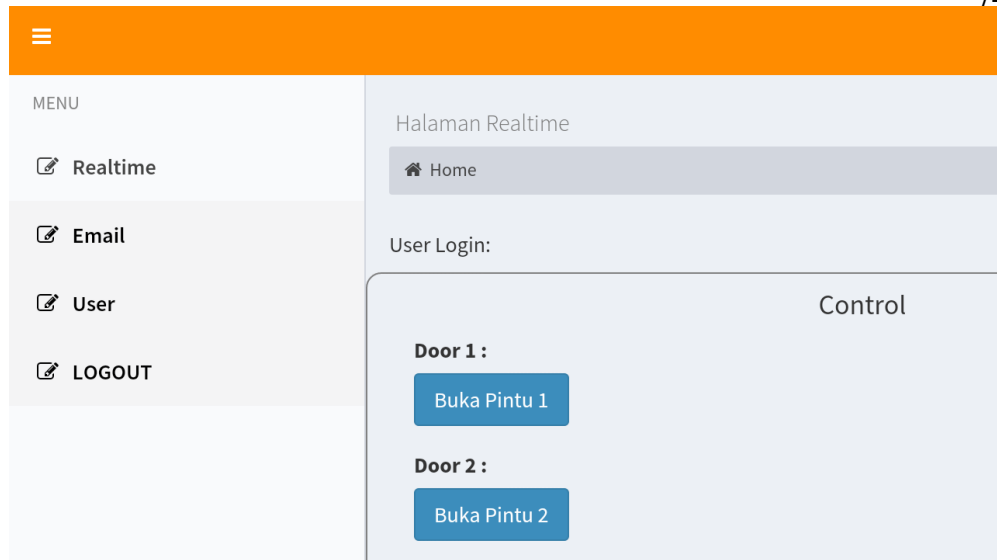 MENU
Realtime
Email
User
LOGOUT
Halaman Realtime
Home
User Login:
Control
Door 1 :
Buka Pintu 1
Door 2 :
Buka Pintu 2